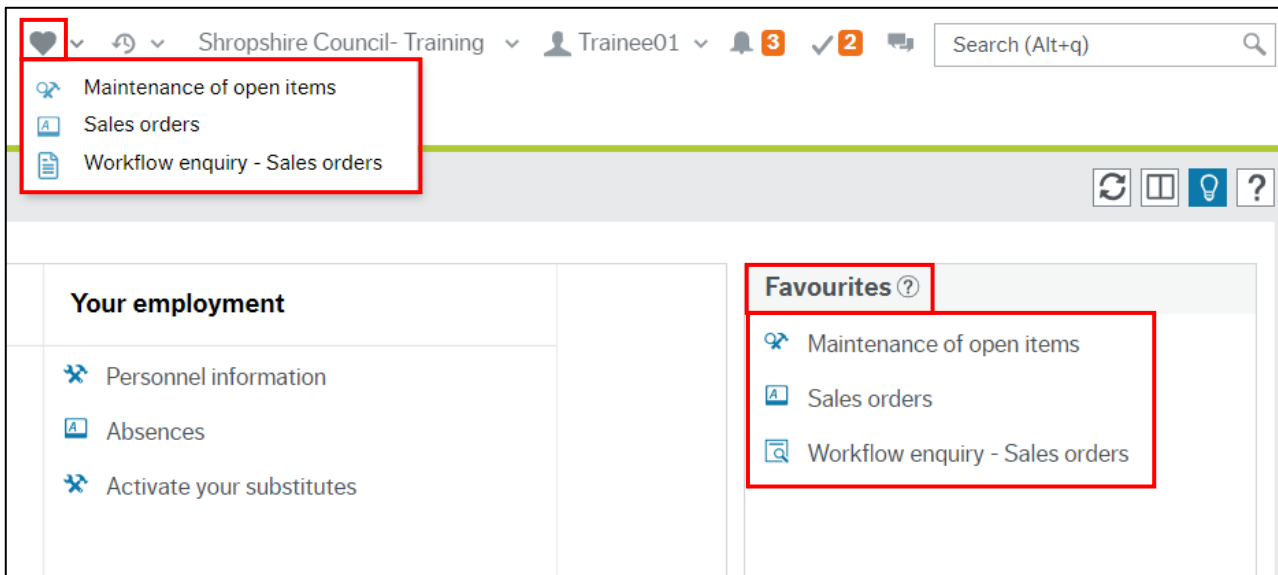 Shropshire Council- Training Trainee01 3 2 Search (Alt+q)
Maintenance of open items
Sales orders
Workflow enquiry - Sales orders
?
Your employment
Personnel information
Absences
Activate your substitutes
Favourites ?
Maintenance of open items
Sales orders
Workflow enquiry - Sales orders